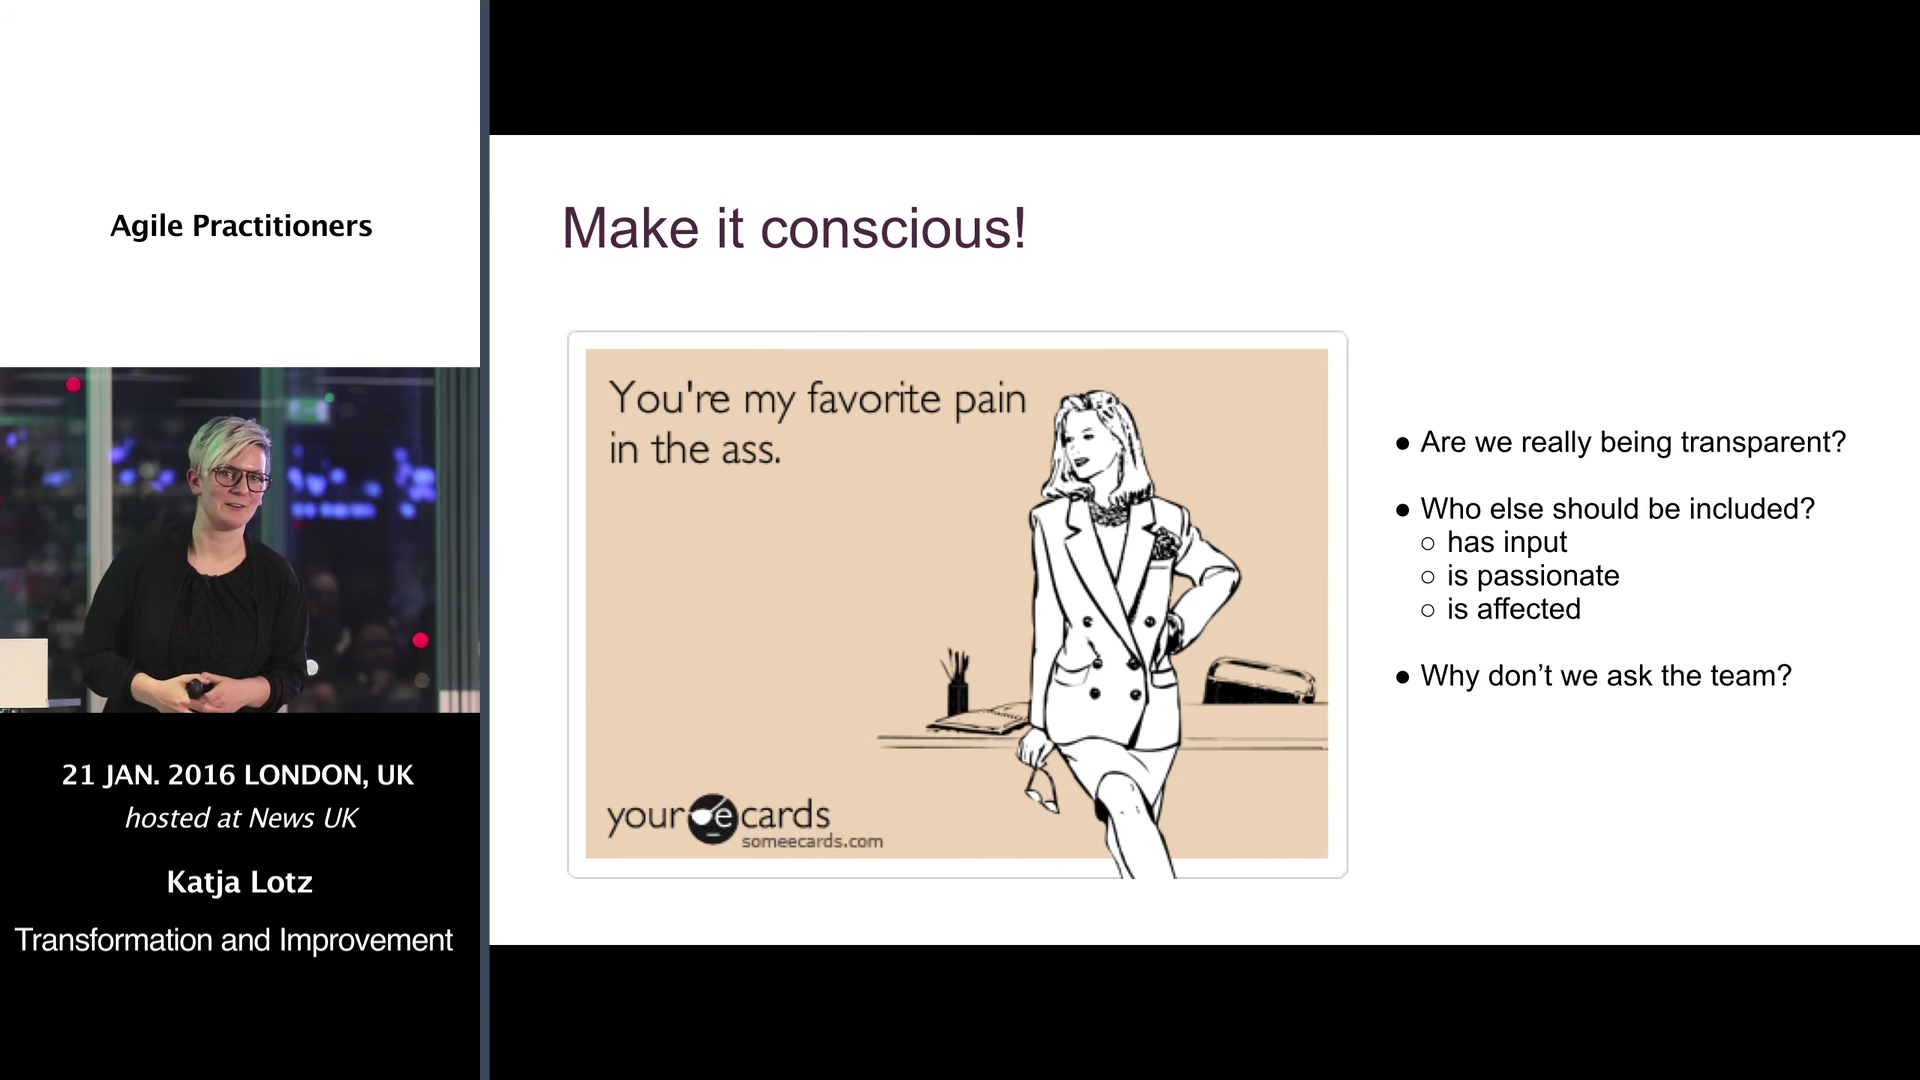 Agile Practitioners
21 JAN. 2016 LONDON, UK
hosted at News UK
Katja Lotz
Transformation and Improvement
Make it conscious!
You're my favorite pain
in the ass.
your e cards
someecards.com
● Are we really being transparent?
● Who else should be included?
○ has input
○ is passionate
○ is affected
● Why don’t we ask the team?